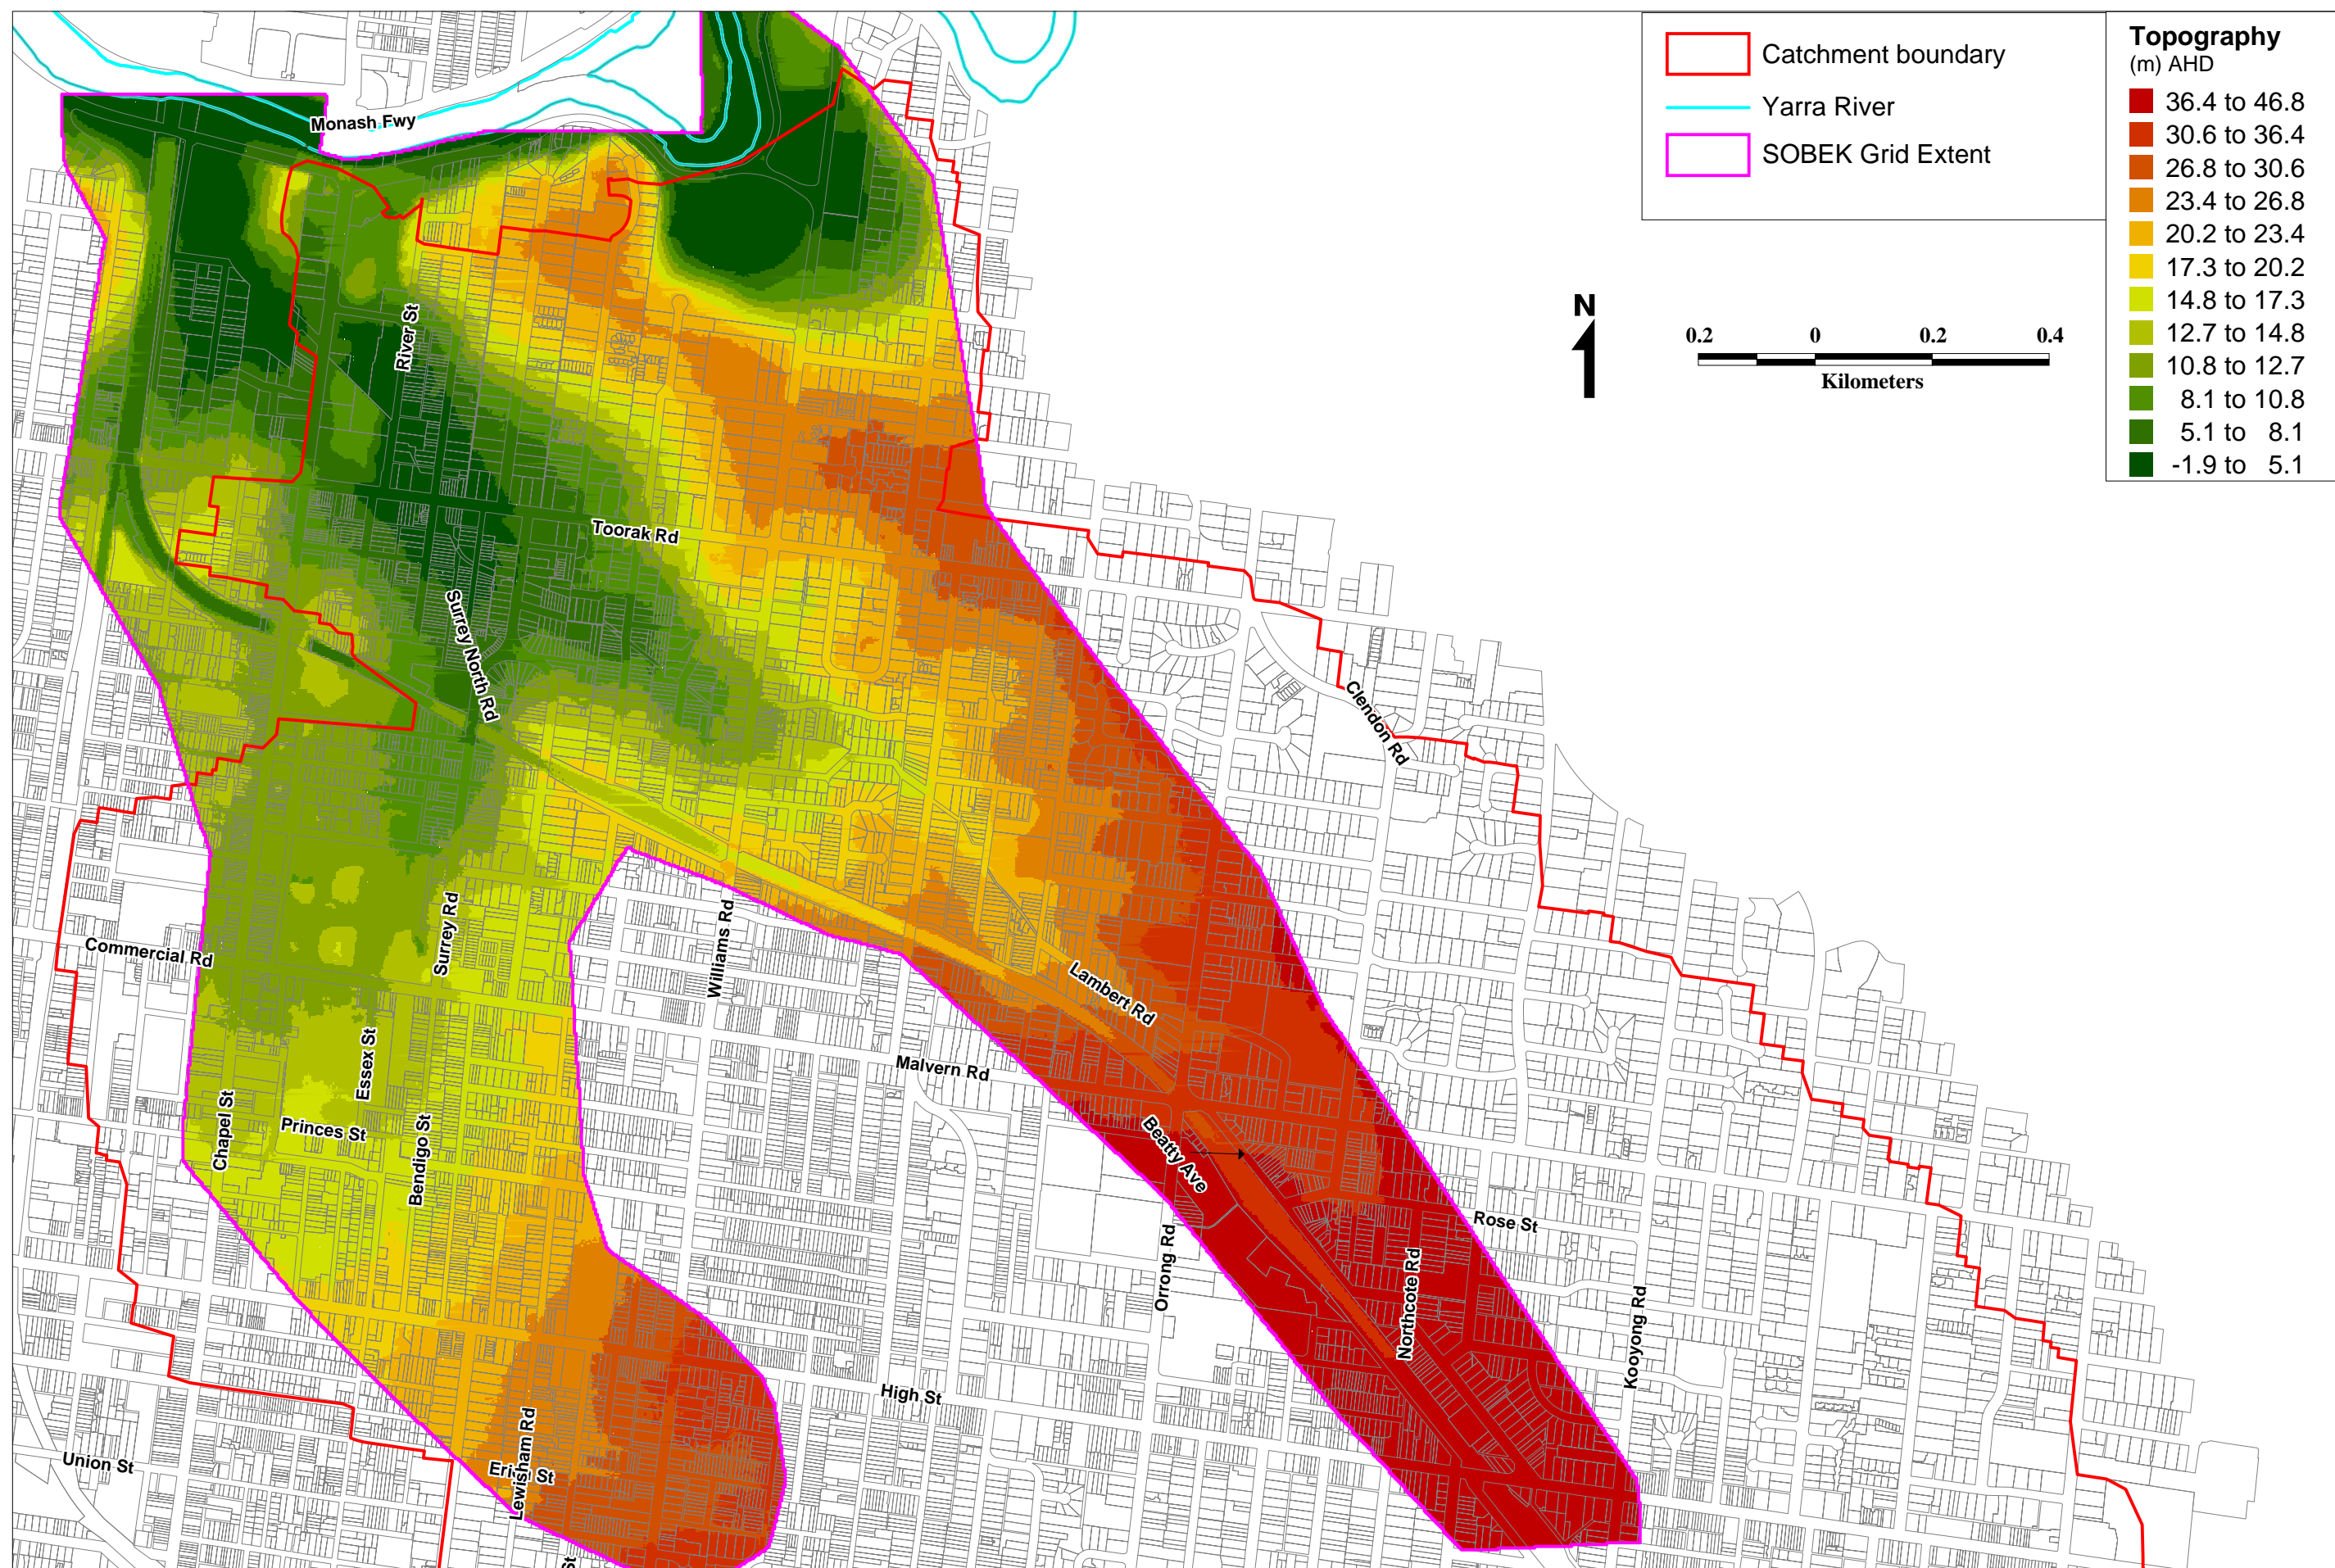 Catchment boundary
Yarra River
SOBEK Grid Extent
Topography
(m) AHD
36.4 to 46.8
30.6 to 36.4
26.8 to 30.6
23.4 to 26.8
20.2 to 23.4
17.3 to 20.2
14.8 to 17.3
12.7 to 14.8
10.8 to 12.7
8.1 to 10.8
5.1 to 8.1
-1.9 to 5.1
N
0.2 0 0.2 0.4
Kilometers
Monash Fwy
River St
Toorak Rd
Surrey North Rd
Clendon Rd
Surrey Rd
Williams Rd
Commercial Rd
Lambert Rd
Essex St
Malvern Rd
Chapel St
Princes St
Bendigo St
Beatty Ave
Orrong Rd
Rose St
Northcote Rd
Kooyong Rd
High St
Union St
Lewisham Rd
St
St